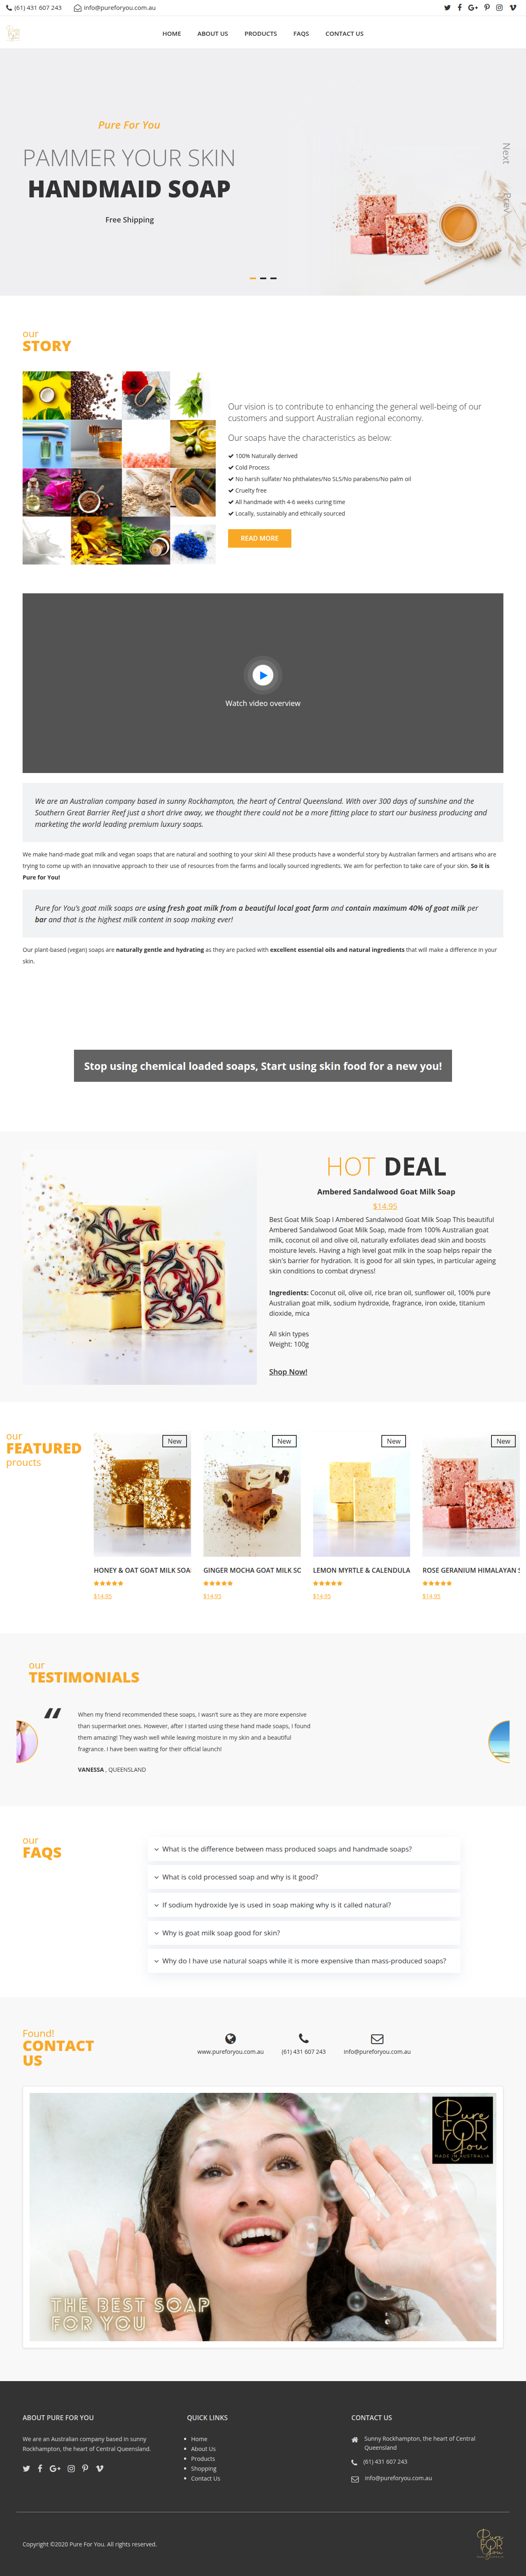 (61) 431 607 243
info@pureforyou.com.au
HOME
ABOUT US
PRODUCTS
FAQS
CONTACT US
Pure For You
PAMMER YOUR SKIN
HANDMAID SOAP
Free Shipping
Next
Prev
our
STORY
Our vision is to contribute to enhancing the general well-being of our
customers and support Australian regional economy.
Our soaps have the characteristics as below:
100% Naturally derived
Cold Process
No harsh sulfate/ No phthalates/No SLS/No parabens/No palm oil
Cruelty free
All handmade with 4-6 weeks curing time
Locally, sustainably and ethically sourced
READ MORE
Watch video overview
We are an Australian company based in sunny Rockhampton, the heart of Central Queensland. With over 300 days of sunshine and the
Southern Great Barrier Reef just a short drive away, we thought there could not be a more fitting place to start our business producing and
marketing the world leading premium luxury soaps.
We make hand-made goat milk and vegan soaps that are natural and soothing to your skin! All these products have a wonderful story by Australian farmers and artisans who are
trying to come up with an innovative approach to their use of resources from the farms and locally sourced ingredients. We aim for perfection to take care of your skin. So it is
Pure for You!
Pure for You's goat milk soaps are using fresh goat milk from a beautiful local goat farm and contain maximum 40% of goat milk per
bar and that is the highest milk content in soap making ever!
Our plant-based (vegan) soaps are naturally gentle and hydrating as they are packed with excellent essential oils and natural ingredients that will make a difference in your
skin.
Stop using chemical loaded soaps, Start using skin food for a new you!
HOT DEAL
Ambered Sandalwood Goat Milk Soap
$14.95
Best Goat Milk Soap I Ambered Sandalwood Goat Milk Soap This beautiful
Ambered Sandalwood Goat Milk Soap, made from 100% Australian goat
milk, coconut oil and olive oil, naturally exfoliates dead skin and boosts
moisture levels. Having a high level goat milk in the soap helps repair the
skin's barrier for hydration. It is good for all skin types, in particular ageing
skin conditions to combat dryness!
Ingredients: Coconut oil, olive oil, rice bran oil, sunflower oil, 100% pure
Australian goat milk, sodium hydroxide, fragrance, iron oxide, titanium
dioxide, mica
All skin types
Weight: 100g
Shop Now!
our
FEATURED
proucts
New
New
New
New
HONEY & OAT GOAT MILK SOA
GINGER MOCHA GOAT MILK SO
LEMON MYRTLE & CALENDULA
ROSE GERANIUM HIMALAYAN S
$14.95
$14.95
$14.95
$14.95
our
TESTIMONIALS
When my friend recommended these soaps, I wasn't sure as they are more expensive
than supermarket ones. However, after I started using these hand made soaps, I found
them amazing! They wash well while leaving moisture in my skin and a beautiful
fragrance. I have been waiting for their official launch!
VANESSA , QUEENSLAND
our
FAQS
What is the difference between mass produced soaps and handmade soaps?
What is cold processed soap and why is it good?
If sodium hydroxide lye is used in soap making why is it called natural?
Why is goat milk soap good for skin?
Why do I have use natural soaps while it is more expensive than mass-produced soaps?
Found!
CONTACT
US
www.pureforyou.com.au
(61) 431 607 243
info@pureforyou.com.au
Pure
FOR
You
MADE IN AUSTRALIA
THE BEST SOAP
FOR YOU
ABOUT PURE FOR YOU
We are an Australian company based in sunny
Rockhampton, the heart of Central Queensland.
QUICK LINKS
Home
About Us
Products
Shopping
Contact Us
CONTACT US
Sunny Rockhampton, the heart of Central
Queensland
(61) 431 607 243
info@pureforyou.com.au
Copyright ©2020 Pure For You. All rights reserved.
Pure
FOR
You